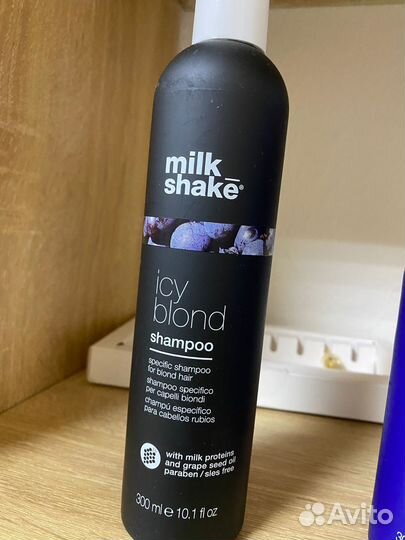 milk_
shake®
icy
blond
shampoo
specific shampoo
for blond hair
shampoo specifico
per capelli biondi
champú específico
para cabellos rubios
with milk proteins
and grape seed oil
paraben / sles free
300 ml e 10.1 fl oz
Avito